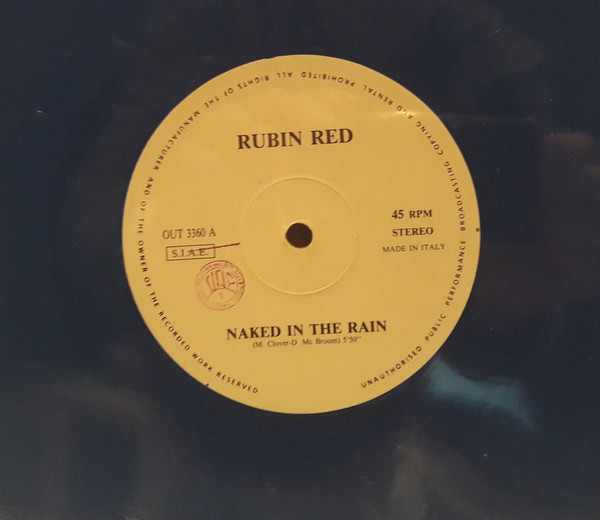 RUBIN RED
OUT 3360 A
S.I.A.E.
45 RPM
STEREO
MADE IN ITALY
NAKED IN THE RAIN
(M. Clover-D Mc Broom) 5'50''
UNAUTHORISED PUBLIC PERFORMANCE BROADCASTING COPYING AND RENTAL PROHIBITED ALL RIGHTS OF THE MANUFACTURER AND OF THE OWNER OF THE RECORDED WORK RESERVED